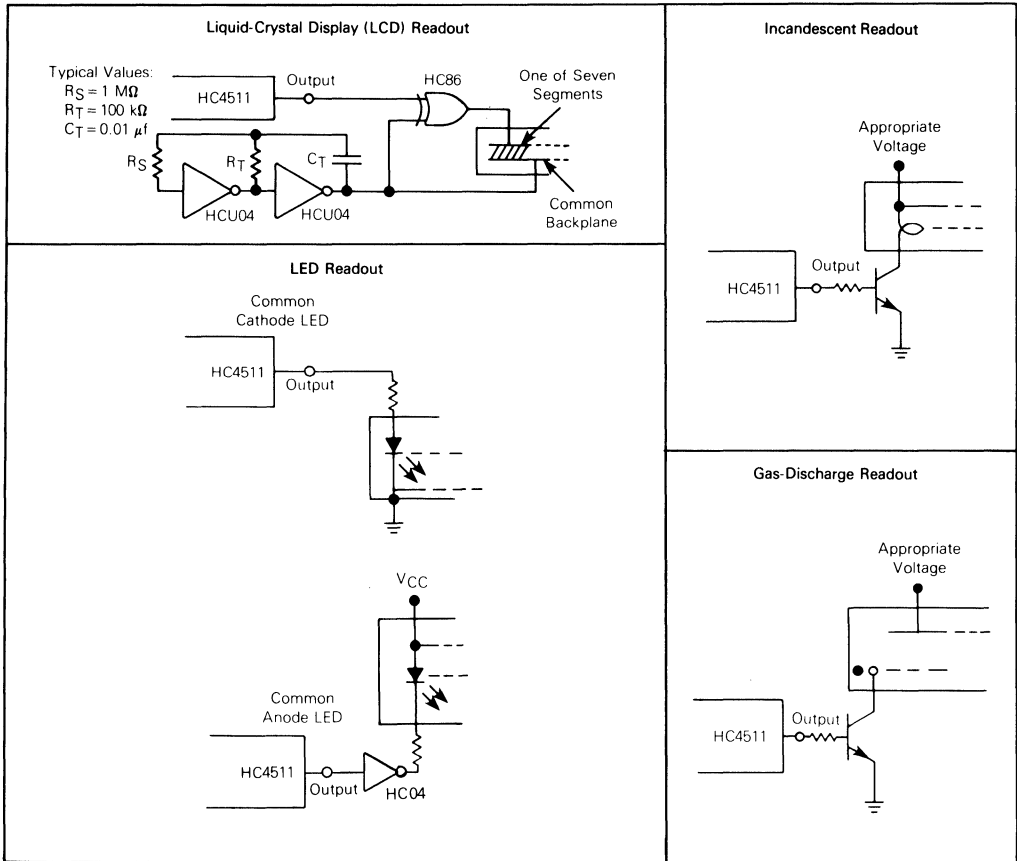 Liquid-Crystal Display (LCD) Readout
Typical Values:
RS = 1 MΩ
RT = 100 kΩ
CT = 0.01 μf
HC4511
Output
HC86
One of Seven
Segments
RS
RT
CT
HCU04
HCU04
Common
Backplane
LED Readout
Common
Cathode LED
HC4511
Output
VCC
Common
Anode LED
HC4511
Output
HC04
Incandescent Readout
Appropriate
Voltage
Output
HC4511
Gas-Discharge Readout
Appropriate
Voltage
Output
HC4511